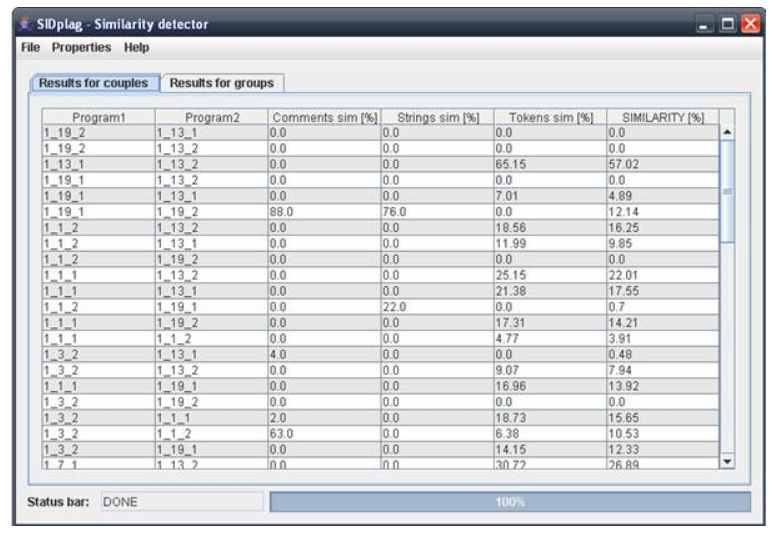 SIDplag - Similarity detector
File Properties Help
Results for couples Results for groups
Program1 Program2 Comments sim [%] Strings sim [%] Tokens sim [%] SIMILARITY [%]
1_19_2 1_13_1 0.0 0.0 0.0 0.0
1_19_2 1_13_2 0.0 0.0 0.0 0.0
1_13_1 1_13_2 0.0 0.0 65.15 57.02
1_19_1 1_13_2 0.0 0.0 0.0 0.0
1_19_1 1_13_1 0.0 0.0 7.01 4.89
1_19_1 1_19_2 88.0 76.0 0.0 12.14
1_1_2 1_13_2 0.0 0.0 18.56 16.25
1_1_2 1_13_1 0.0 0.0 11.99 9.85
1_1_2 1_19_2 0.0 0.0 0.0 0.0
1_1_1 1_13_2 0.0 0.0 25.15 22.01
1_1_1 1_13_1 0.0 0.0 21.38 17.55
1_1_2 1_19_1 0.0 22.0 0.0 0.7
1_1_1 1_19_2 0.0 0.0 17.31 14.21
1_1_1 1_1_2 0.0 0.0 4.77 3.91
1_3_2 1_13_1 4.0 0.0 0.0 0.48
1_3_2 1_13_2 0.0 0.0 9.07 7.94
1_1_1 1_19_1 0.0 0.0 16.96 13.92
1_3_2 1_19_2 0.0 0.0 0.0 0.0
1_3_2 1_1_1 2.0 0.0 18.73 15.65
1_3_2 1_1_2 63.0 0.0 6.38 10.53
1_3_2 1_19_1 0.0 0.0 14.15 12.33
1_7_1 1_13_2 0.0 0.0 30.72 26.89
Status bar: DONE 100%